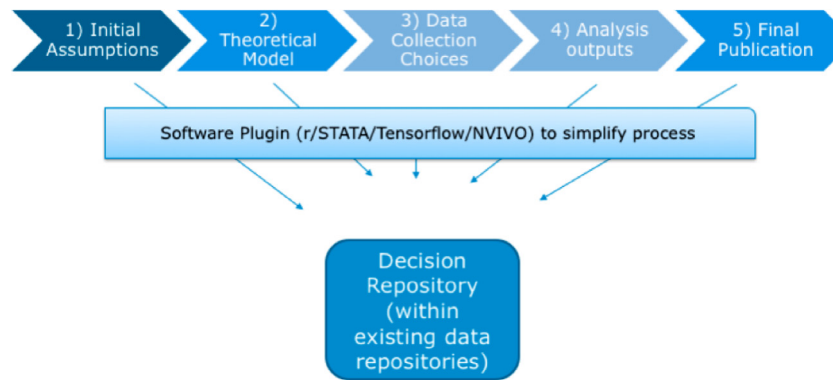 1) Initial
Assumptions
2)
Theoretical
Model
3) Data
Collection
Choices
4) Analysis
outputs
5) Final
Publication
Software Plugin (r/STATA/Tensorflow/NVIVO) to simplify process
Decision
Repository
(within
existing data
repositories)